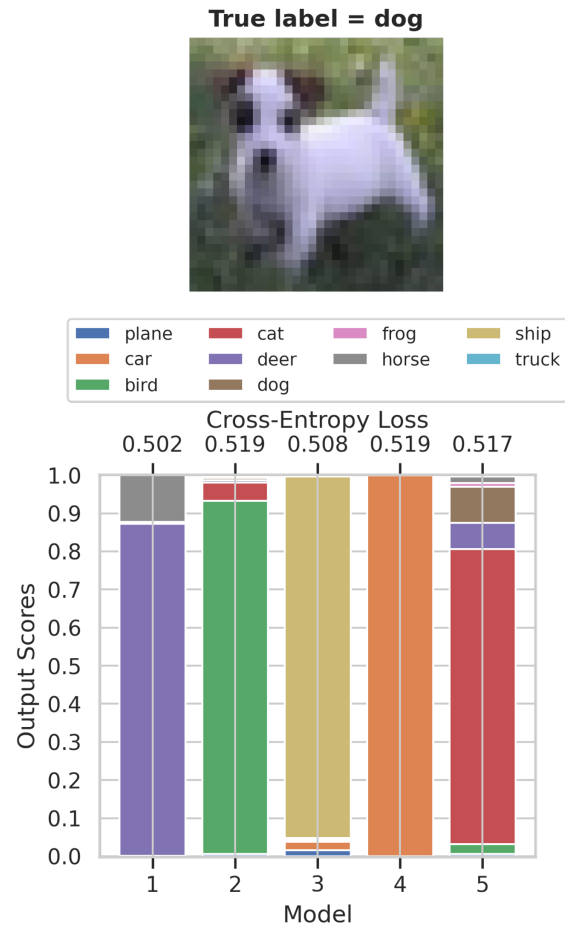 True label = dog
plane cat frog ship
car deer horse truck
bird dog
Cross-Entropy Loss
0.502 0.519 0.508 0.519 0.517
1.0
0.9
0.8
0.7
0.6
0.5
0.4
0.3
0.2
0.1
0.0
Output Scores
1 2 3 4 5
Model